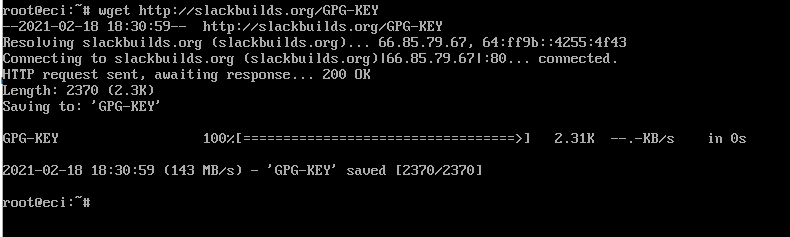 root@eci:~# wget http://slackbuilds.org/GPG-KEY
--2021-02-18 18:30:59--  http://slackbuilds.org/GPG-KEY
Resolving slackbuilds.org (slackbuilds.org)... 66.85.79.67, 64:ff9b::4255:4f43
Connecting to slackbuilds.org (slackbuilds.org)|66.85.79.67|:80... connected.
HTTP request sent, awaiting response... 200 OK
Length: 2370 (2.3K)
Saving to: 'GPG-KEY'
GPG-KEY             100%[==================================>]   2.31K  --.-KB/s    in 0s
2021-02-18 18:30:59 (143 MB/s) - 'GPG-KEY' saved [2370/2370]
root@eci:~#